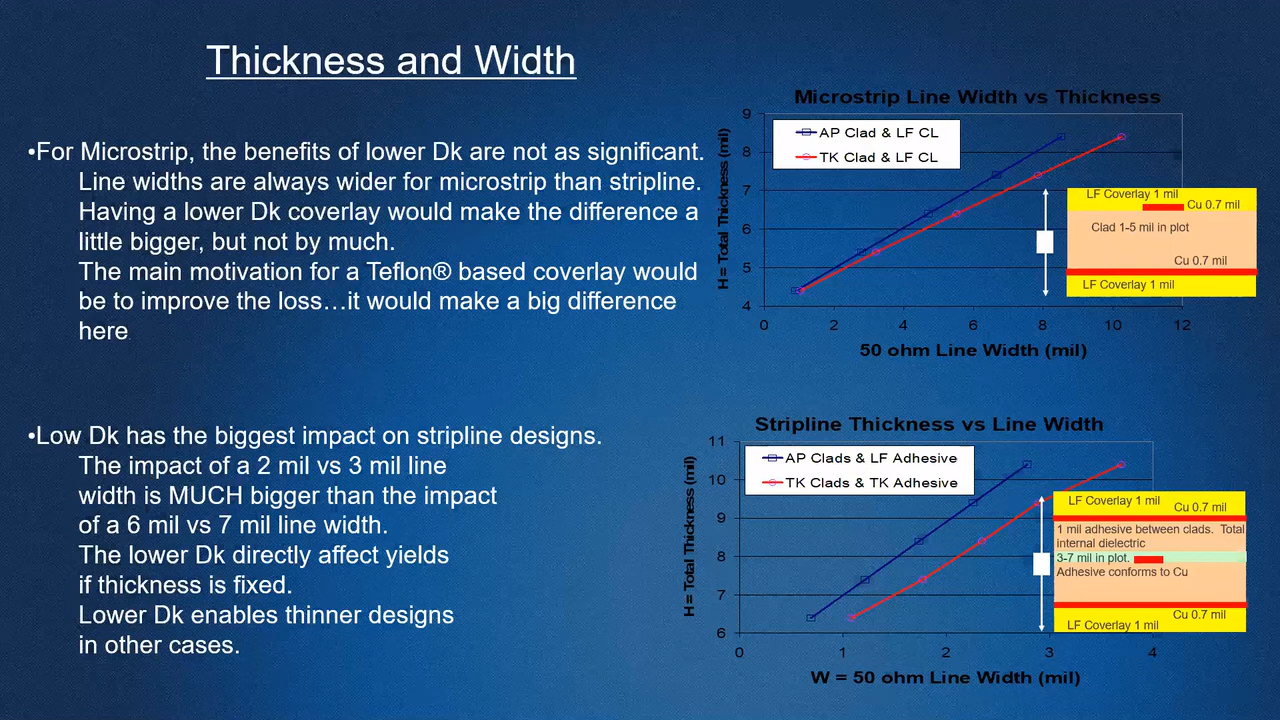 Thickness and Width
•For Microstrip, the benefits of lower Dk are not as significant.
Line widths are always wider for microstrip than stripline.
Having a lower Dk coverlay would make the difference a
little bigger, but not by much.
The main motivation for a Teflon® based coverlay would
be to improve the loss…it would make a big difference
here
•Low Dk has the biggest impact on stripline designs.
The impact of a 2 mil vs 3 mil line
width is MUCH bigger than the impact
of a 6 mil vs 7 mil line width.
The lower Dk directly affect yields
if thickness is fixed.
Lower Dk enables thinner designs
in other cases.
Microstrip Line Width vs Thickness
H = Total Thickness (mil)
9
8
7
6
5
4
AP Clad & LF CL
TK Clad & LF CL
LF Coverlay 1 mil
Cu 0.7 mil
Clad 1-5 mil in plot
Cu 0.7 mil
LF Coverlay 1 mil
0 2 4 6 8 10 12
50 ohm Line Width (mil)
Stripline Thickness vs Line Width
H = Total Thickness (mil)
11
10
9
8
7
6
AP Clads & LF Adhesive
TK Clads & TK Adhesive
LF Coverlay 1 mil
Cu 0.7 mil
1 mil adhesive between clads. Total
internal dielectric
3-7 mil in plot.
Adhesive conforms to Cu
Cu 0.7 mil
LF Coverlay 1 mil
0 1 2 3 4
W = 50 ohm Line Width (mil)